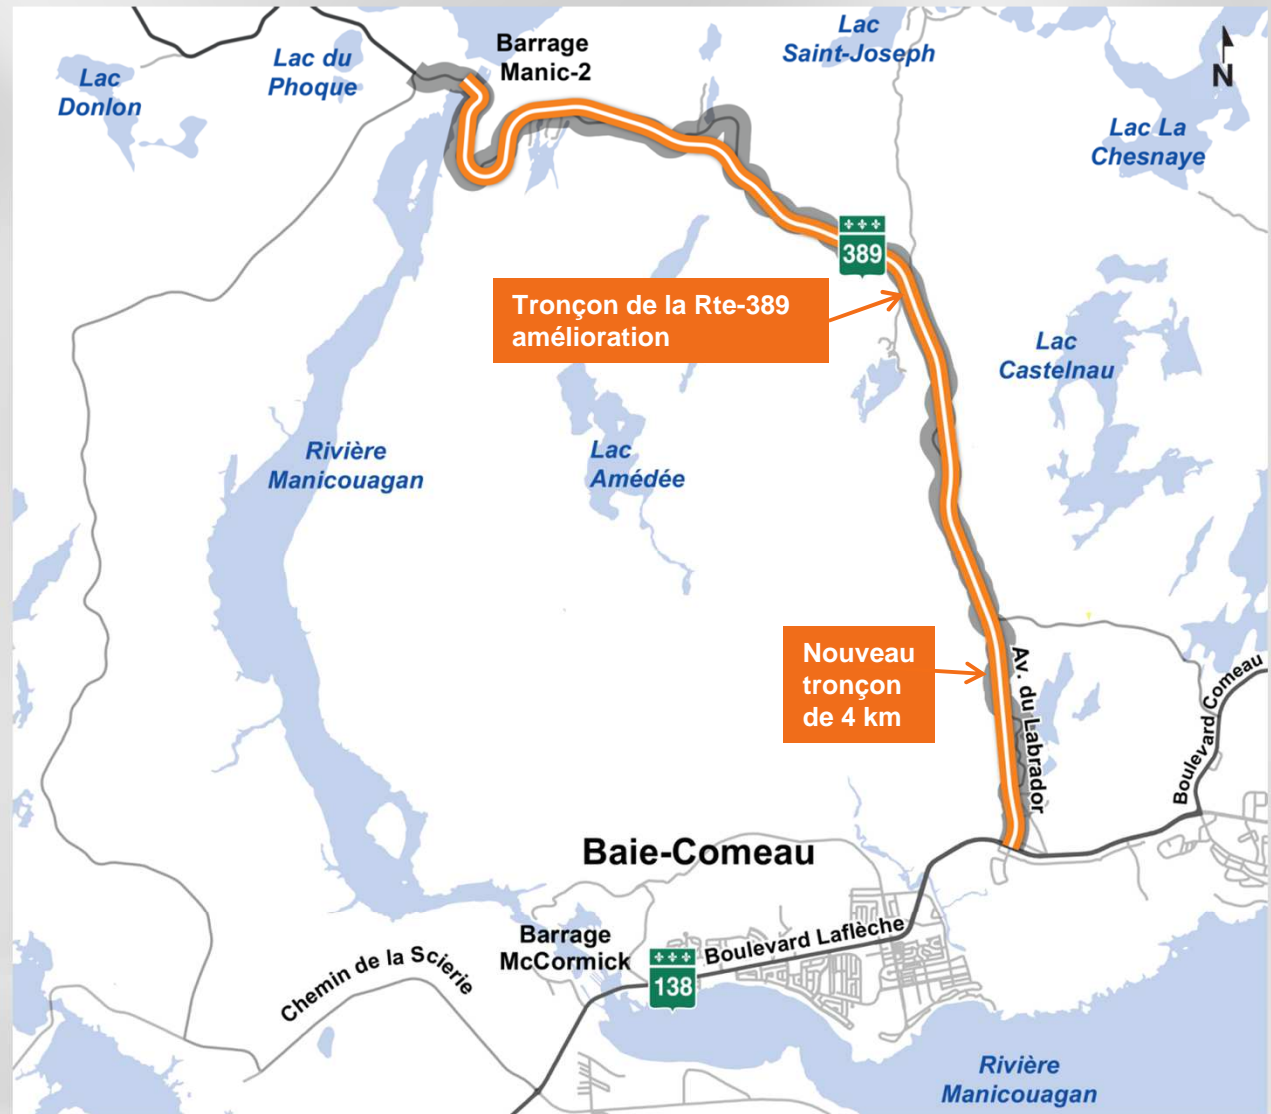 Lac
Saint-Joseph
Barrage
Manic-2
Lac du
Phoque
Lac
Donlon
N
Lac La
Chesnaye
389
Tronçon de la Rte-389
amélioration
Lac
Castelnau
Rivière
Manicouagan
Lac
Amédée
Nouveau
tronçon
de 4 km
Av. du Labrador
Boulevard Comeau
Baie-Comeau
Boulevard Laflèche
Barrage
McCormick
138
Chemin de la Scierie
Rivière
Manicouagan